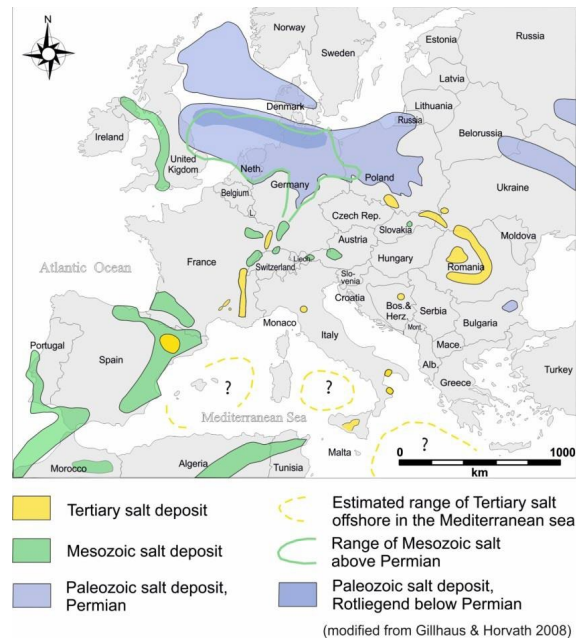 N
Norway
Sweden
Estonia
Russia
Latvia
Denmark
Lithuania
Russia
Ireland
United
Kingdom
Neth.
Germany
Poland
Belorussia
Belgium
L.
Ukraine
Czech Rep.
Slovakia
Moldova
France
Liech.
Austria
Hungary
Switzerland
Romania
Atlantic Ocean
Slo-
venia
Croatia
Bos.&
Herz.
Serbia
Mont.
Bulgaria
Monaco
Italy
Mace.
Alb.
Portugal
Spain
Turkey
Greece
?
?
Mediterranean Sea
?
Malta
0 1000
km
Morocco
Algeria
Tunisia
Tertiary salt deposit
Mesozoic salt deposit
Paleozoic salt deposit,
Permian
Estimated range of Tertiary salt
offshore in the Mediterranean sea
Range of Mesozoic salt
above Permian
Paleozoic salt deposit,
Rotliegend below Permian
(modified from Gillhaus & Horvath 2008)